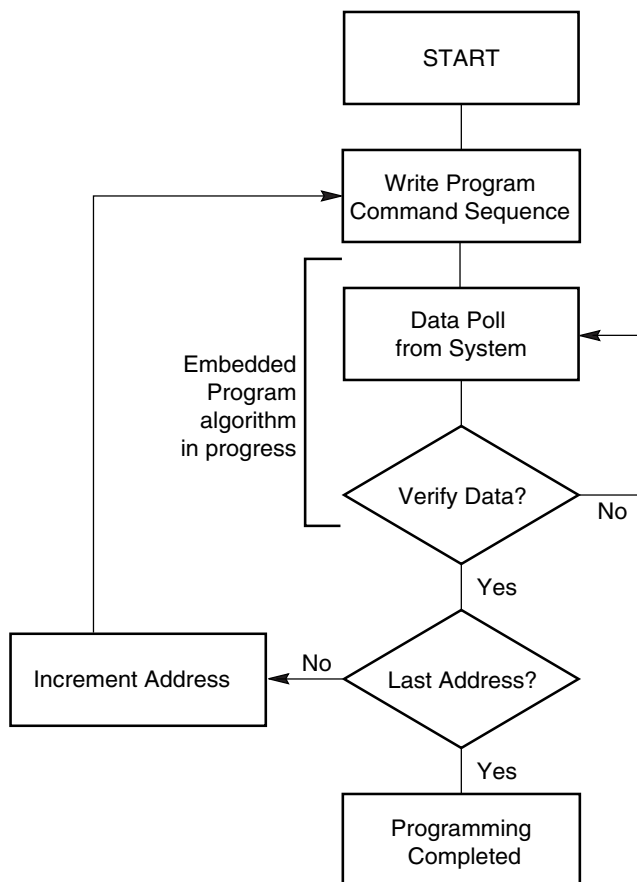 START
Write Program
Command Sequence
Data Poll
from System
Embedded
Program
algorithm
in progress
Verify Data?
No
Yes
Increment Address
No
Last Address?
Yes
Programming
Completed